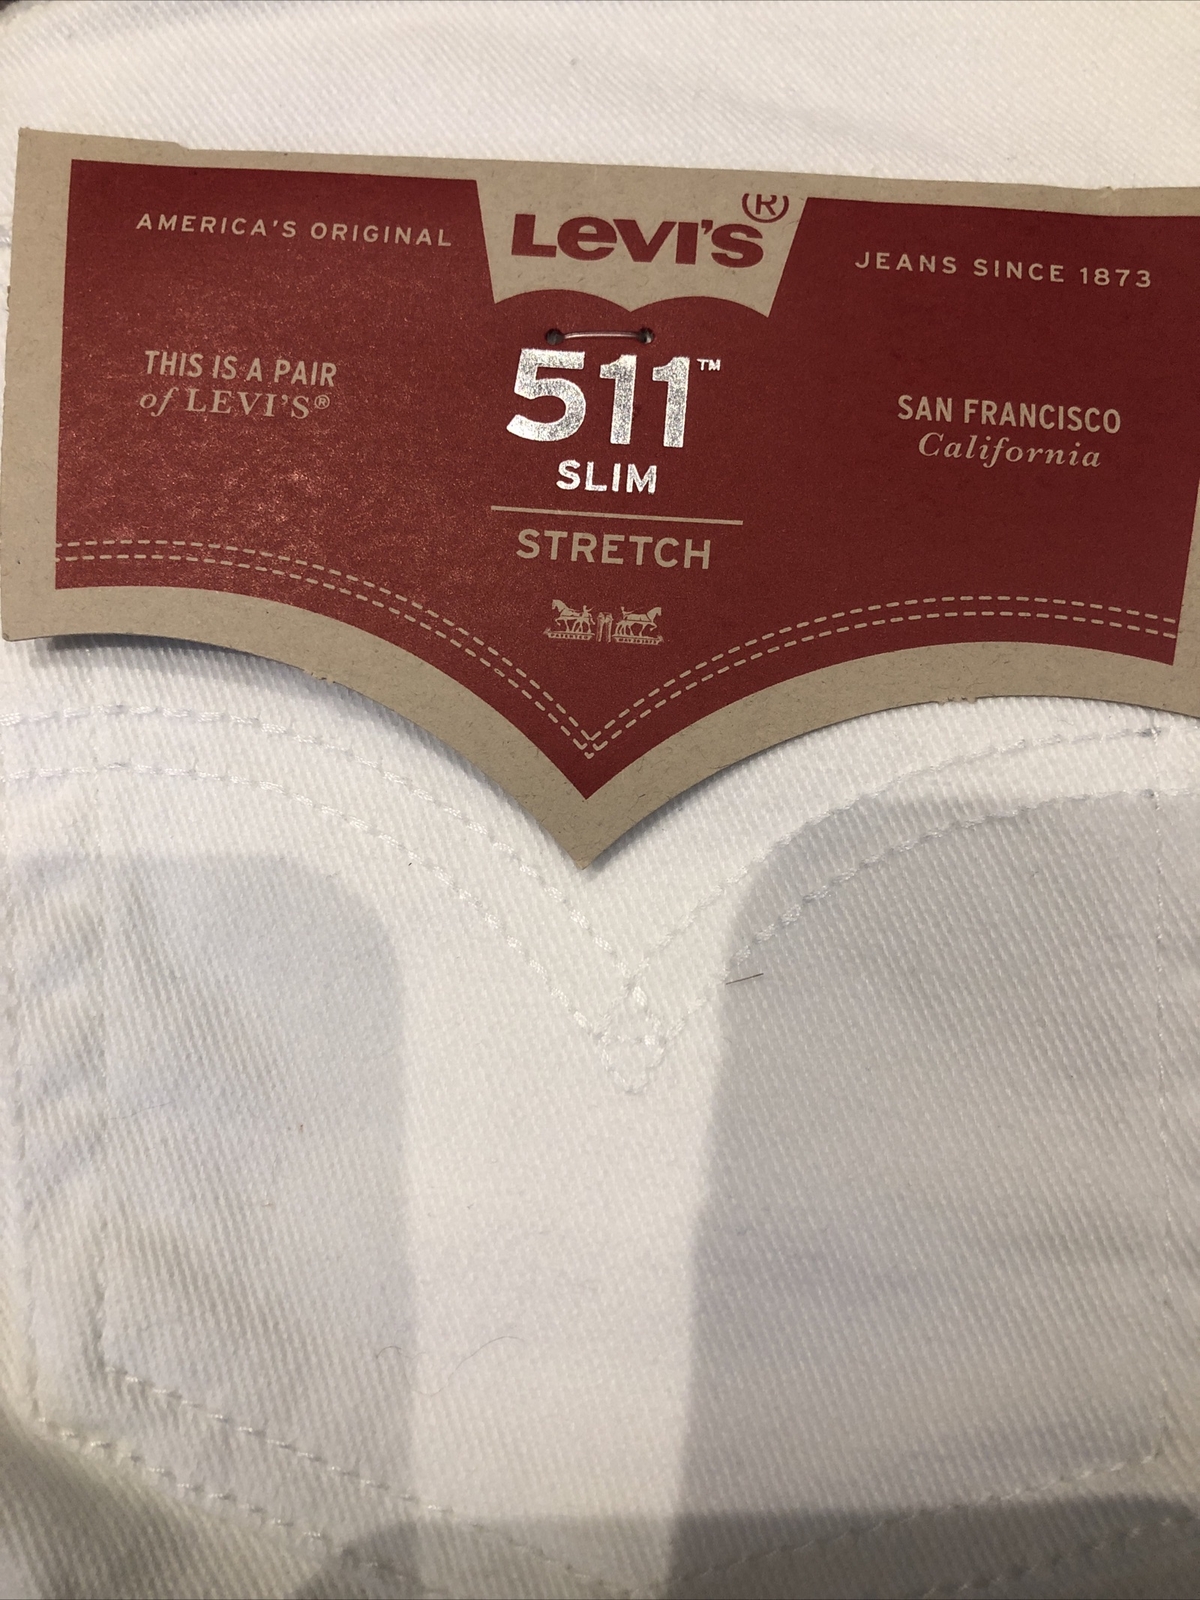 AMERICA'S ORIGINAL
LEVI'S®
JEANS SINCE 1873
THIS IS A PAIR
of LEVI'S®
511™
SLIM
STRETCH
SAN FRANCISCO
California